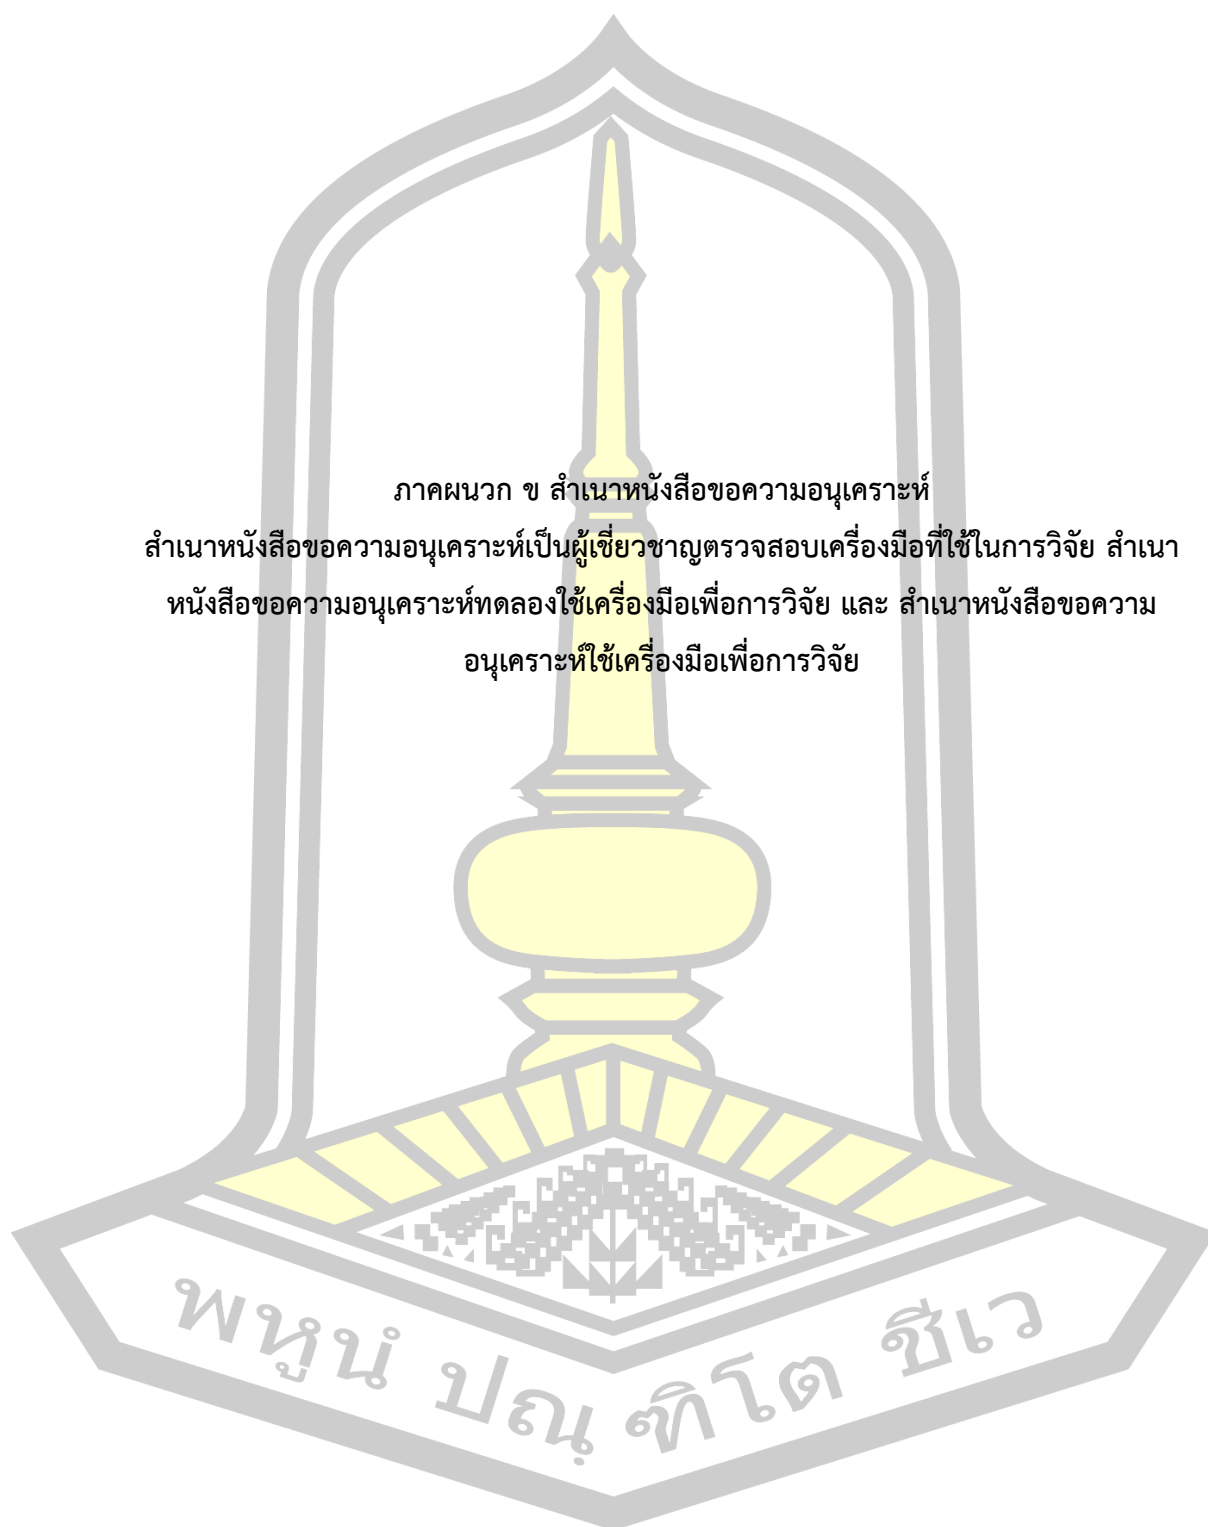 ภาคผนวก ข สำเนาหนังสือขอความอนุเคราะห์
สำเนาหนังสือขอความอนุเคราะห์เป็นผู้เชี่ยวชาญตรวจสอบเครื่องมือที่ใช้ในการวิจัย สำเนา
หนังสือขอความอนุเคราะห์ทดลองใช้เครื่องมือเพื่อการวิจัย และ สำเนาหนังสือขอความ
อนุเคราะห์ใช้เครื่องมือเพื่อการวิจัย
พหูนํ ปณฺฑิโต ชีเว